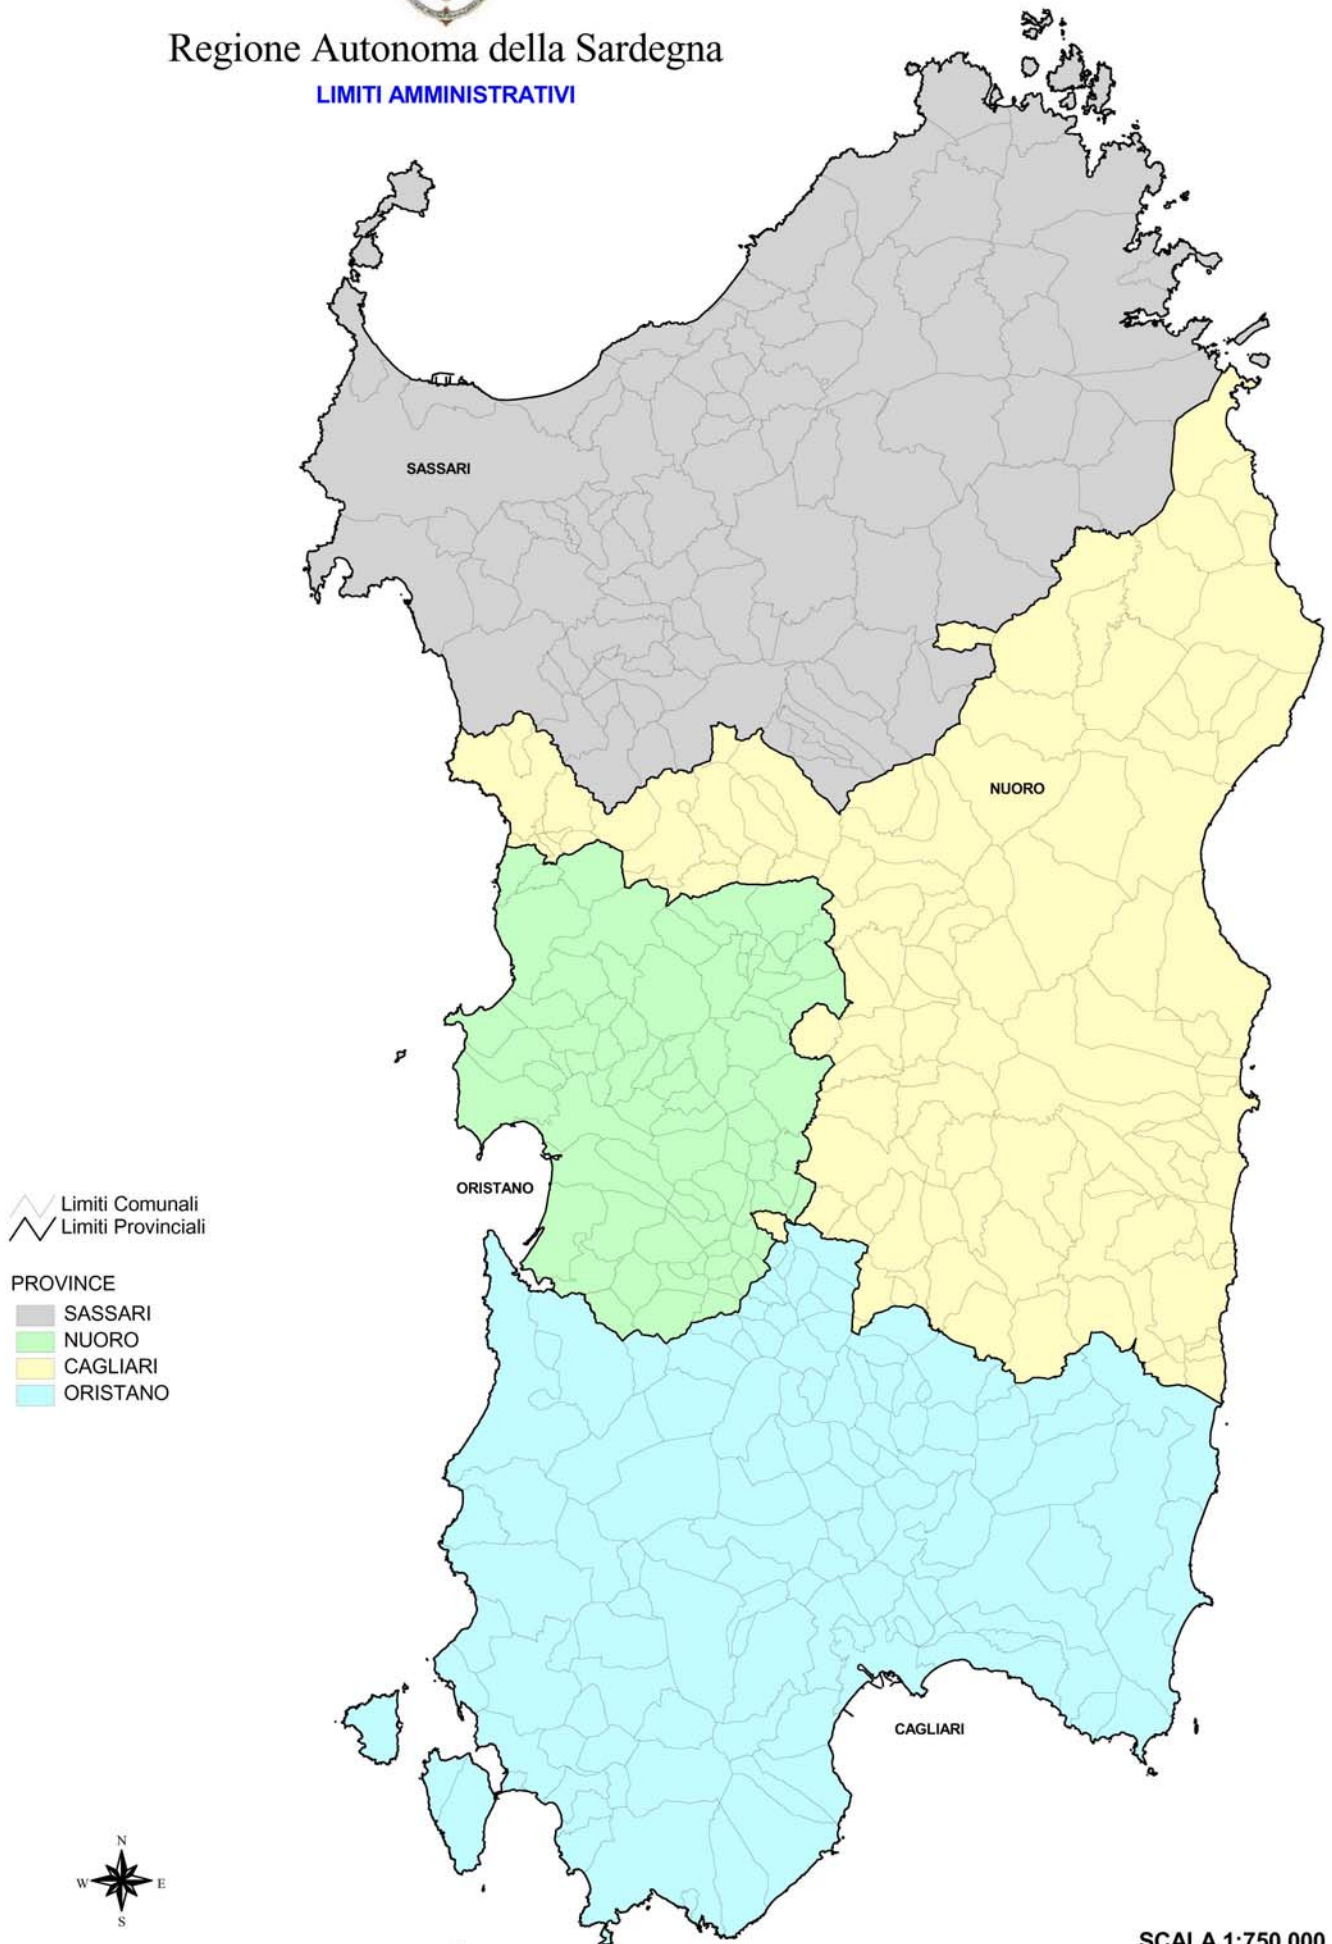 Regione Autonoma della Sardegna
LIMITI AMMINISTRATIVI
SASSARI
NUORO
ORISTANO
Limiti Comunali
Limiti Provinciali
PROVINCE
SASSARI
NUORO
CAGLIARI
ORISTANO
CAGLIARI
N
W E
S
SCALA 1:750.000